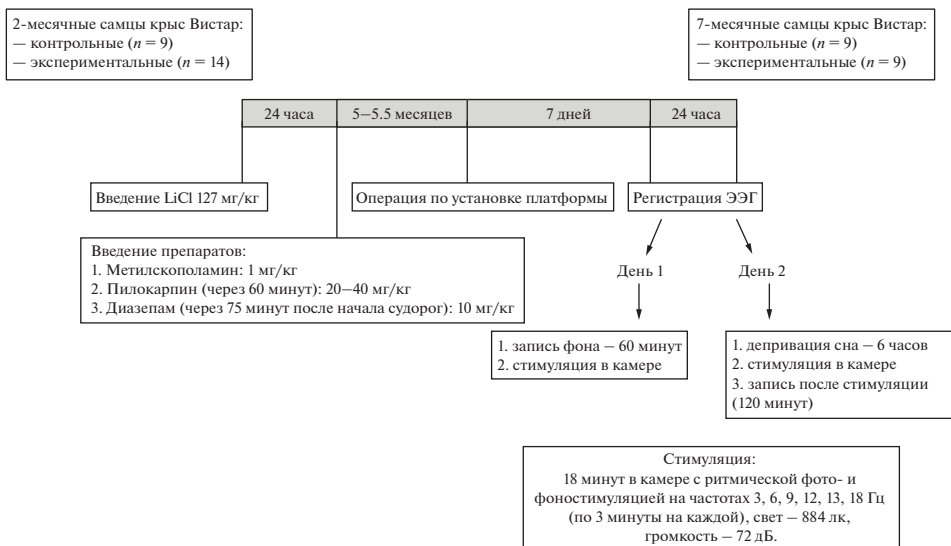 2-месячные самцы крыс Вистар:
— контрольные (n = 9)
— экспериментальные (n = 14)
7-месячные самцы крыс Вистар:
— контрольные (n = 9)
— экспериментальные (n = 9)
24 часа
5–5.5 месяцев
7 дней
24 часа
Введение LiCl 127 мг/кг
Операция по установке платформы
Регистрация ЭЭГ
Введение препаратов:
1. Метилскополамин: 1 мг/кг
2. Пилокарпин (через 60 минут): 20–40 мг/кг
3. Диазепам (через 75 минут после начала судорог): 10 мг/кг
День 1
День 2
1. запись фона – 60 минут
2. стимуляция в камере
1. депривация сна – 6 часов
2. стимуляция в камере
3. запись после стимуляции
(120 минут)
Стимуляция:
18 минут в камере с ритмической фото- и
фоностимуляцией на частотах 3, 6, 9, 12, 13, 18 Гц
(по 3 минуты на каждой), свет – 884 лк,
громкость – 72 дБ.